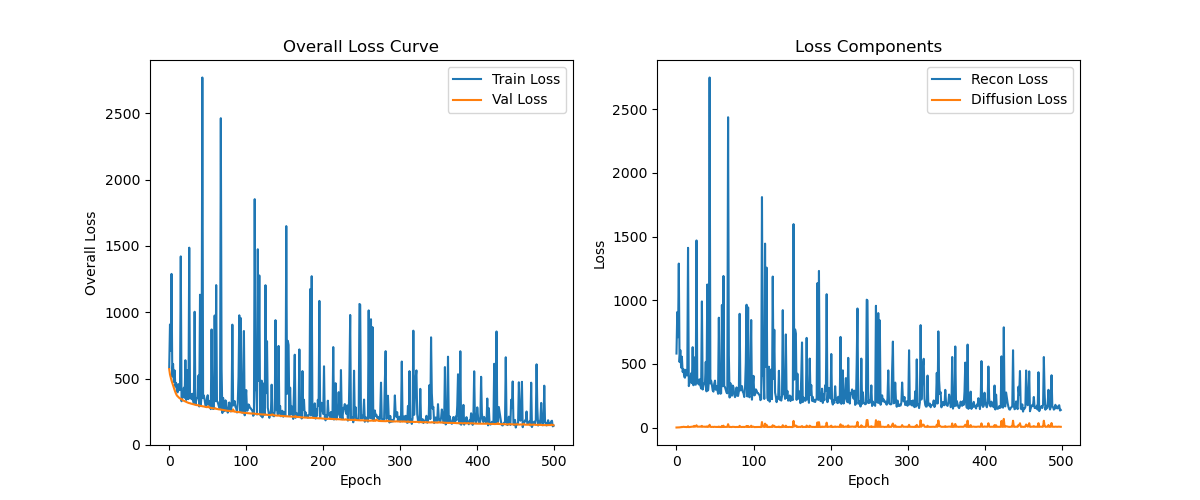 Overall Loss Curve
Train Loss
Val Loss
Overall Loss
2500
2000
1500
1000
500
0
0 100 200 300 400 500
Epoch
Loss Components
Recon Loss
Diffusion Loss
Loss
2500
2000
1500
1000
500
0
0 100 200 300 400 500
Epoch